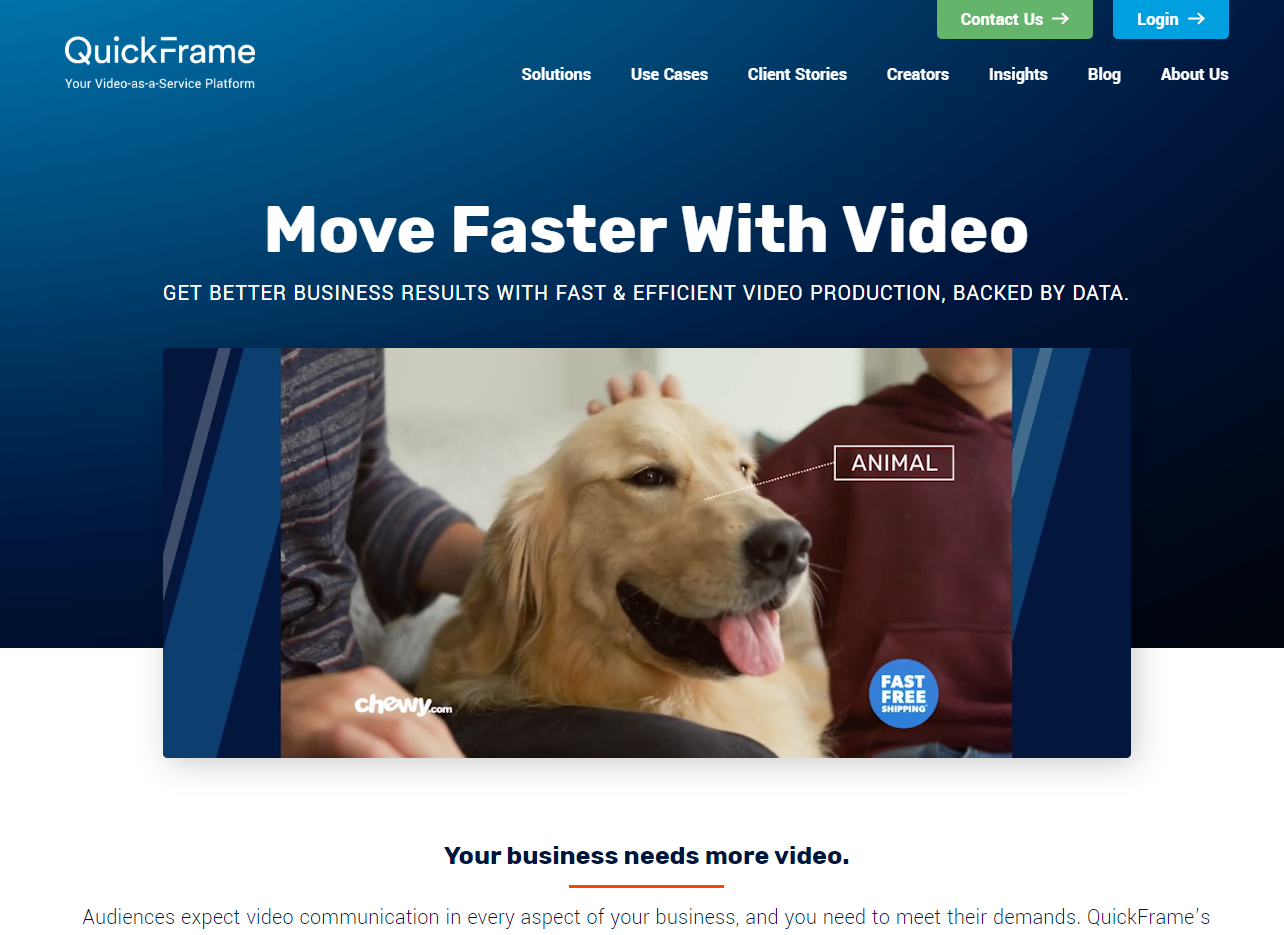 Contact Us
Login
QuickFrame
Your Video-as-a-Service Platform
Solutions
Use Cases
Client Stories
Creators
Insights
Blog
About Us
Move Faster With Video
GET BETTER BUSINESS RESULTS WITH FAST & EFFICIENT VIDEO PRODUCTION, BACKED BY DATA.
ANIMAL
chewy.com
FAST
FREE
SHIPPING
Your business needs more video.
Audiences expect video communication in every aspect of your business, and you need to meet their demands. QuickFrame's